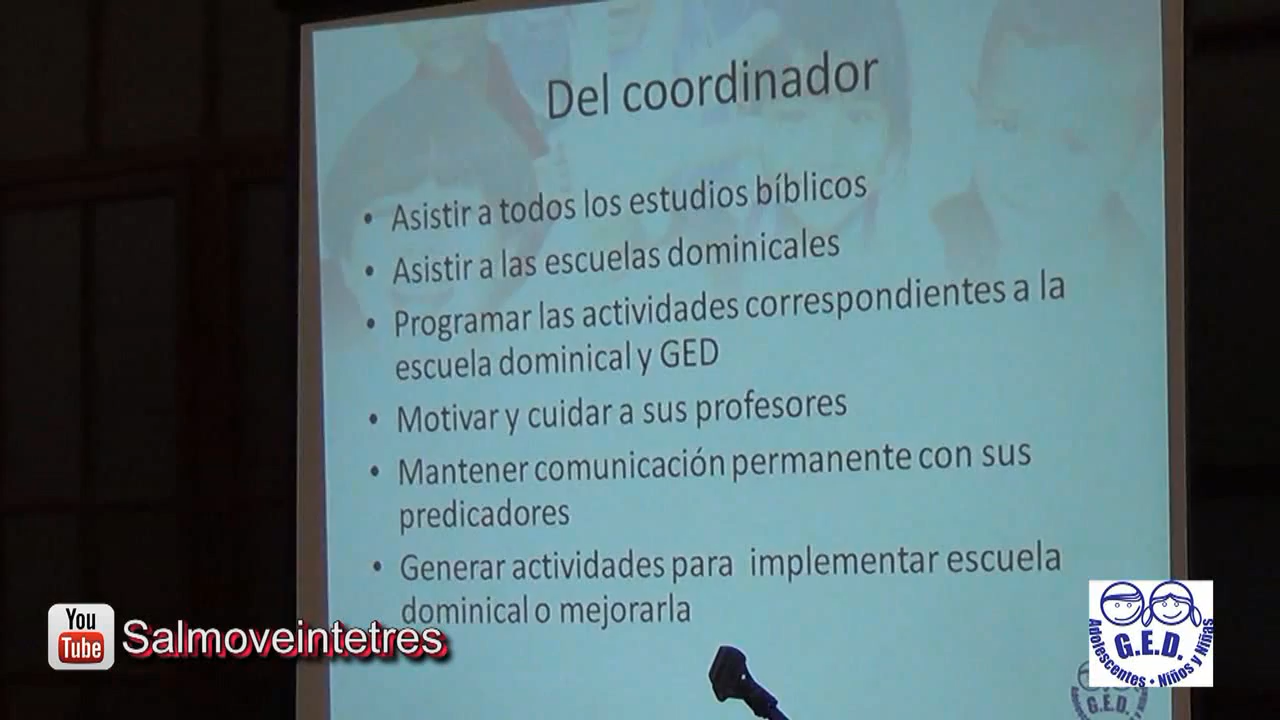 Del coordinador
• Asistir a todos los estudios bíblicos
• Asistir a las escuelas dominicales
• Programar las actividades correspondientes a la
escuela dominical y GED
• Motivar y cuidar a sus profesores
• Mantener comunicación permanente con sus
predicadores
• Generar actividades para implementar escuela
dominical o mejorarla
You
Tube
Salmoveintetres
G.E.D.
Adolescentes • Niños y Niñas
G.E.D.